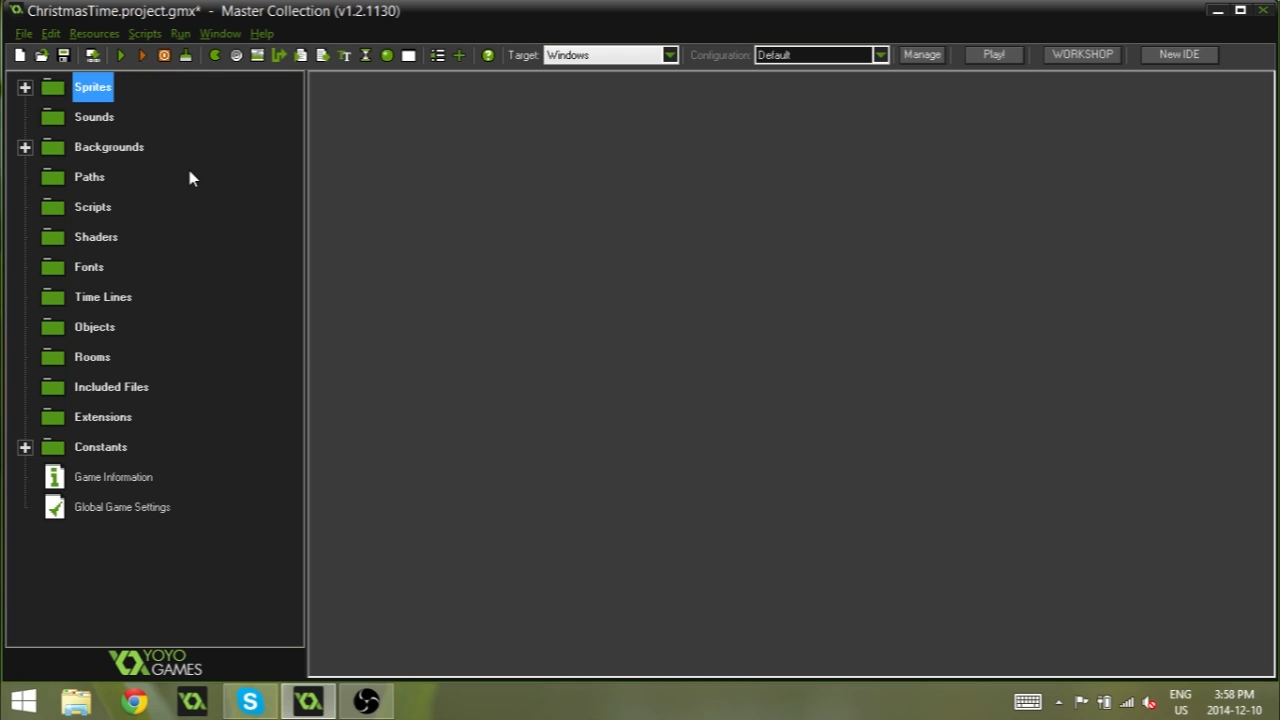 ChristmasTime.project.gmx* - Master Collection (v1.2.1130)
File Edit Resources Scripts Run Window Help
Target: Windows Configuration: Default Manage Play! WORKSHOP New IDE
Sprites
Sounds
Backgrounds
Paths
Scripts
Shaders
Fonts
Time Lines
Objects
Rooms
Included Files
Extensions
Constants
Game Information
Global Game Settings
YOYO
GAMES
ENG 3:58 PM
US 2014-12-10